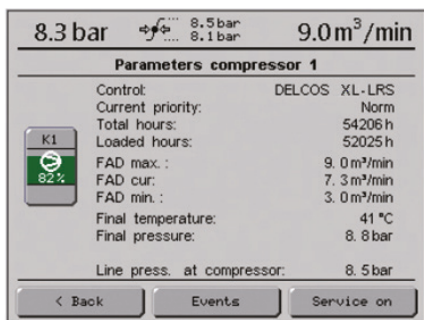 8.3 bar 8.5 bar 8.1 bar 9.0 m³/min
Parameters compressor 1
Control: DELCOS XL-LRS
Current priority: Norm
Total hours: 54206 h
Loaded hours: 52025 h
K1
82%
FAD max. : 9. 0 m³/min
FAD cur: 7. 3 m³/min
FAD min. : 3. 0 m³/min
Final temperature: 41 °C
Final pressure: 8. 8 bar
Line press. at compressor: 8. 5 bar
< Back Events Service on